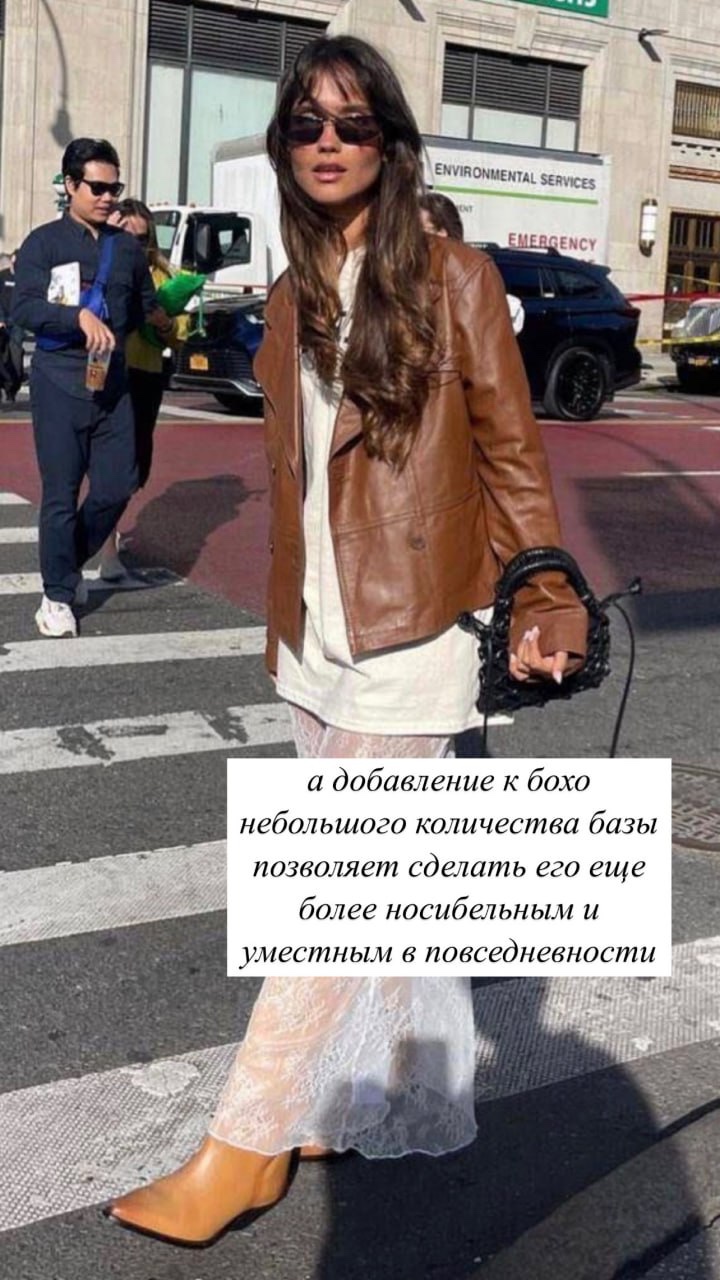 ENVIRONMENTAL SERVICES
EMERGENCY
а добавление к бохо
небольшого количества базы
позволяет сделать его еще
более носибельным и
уместным в повседневности